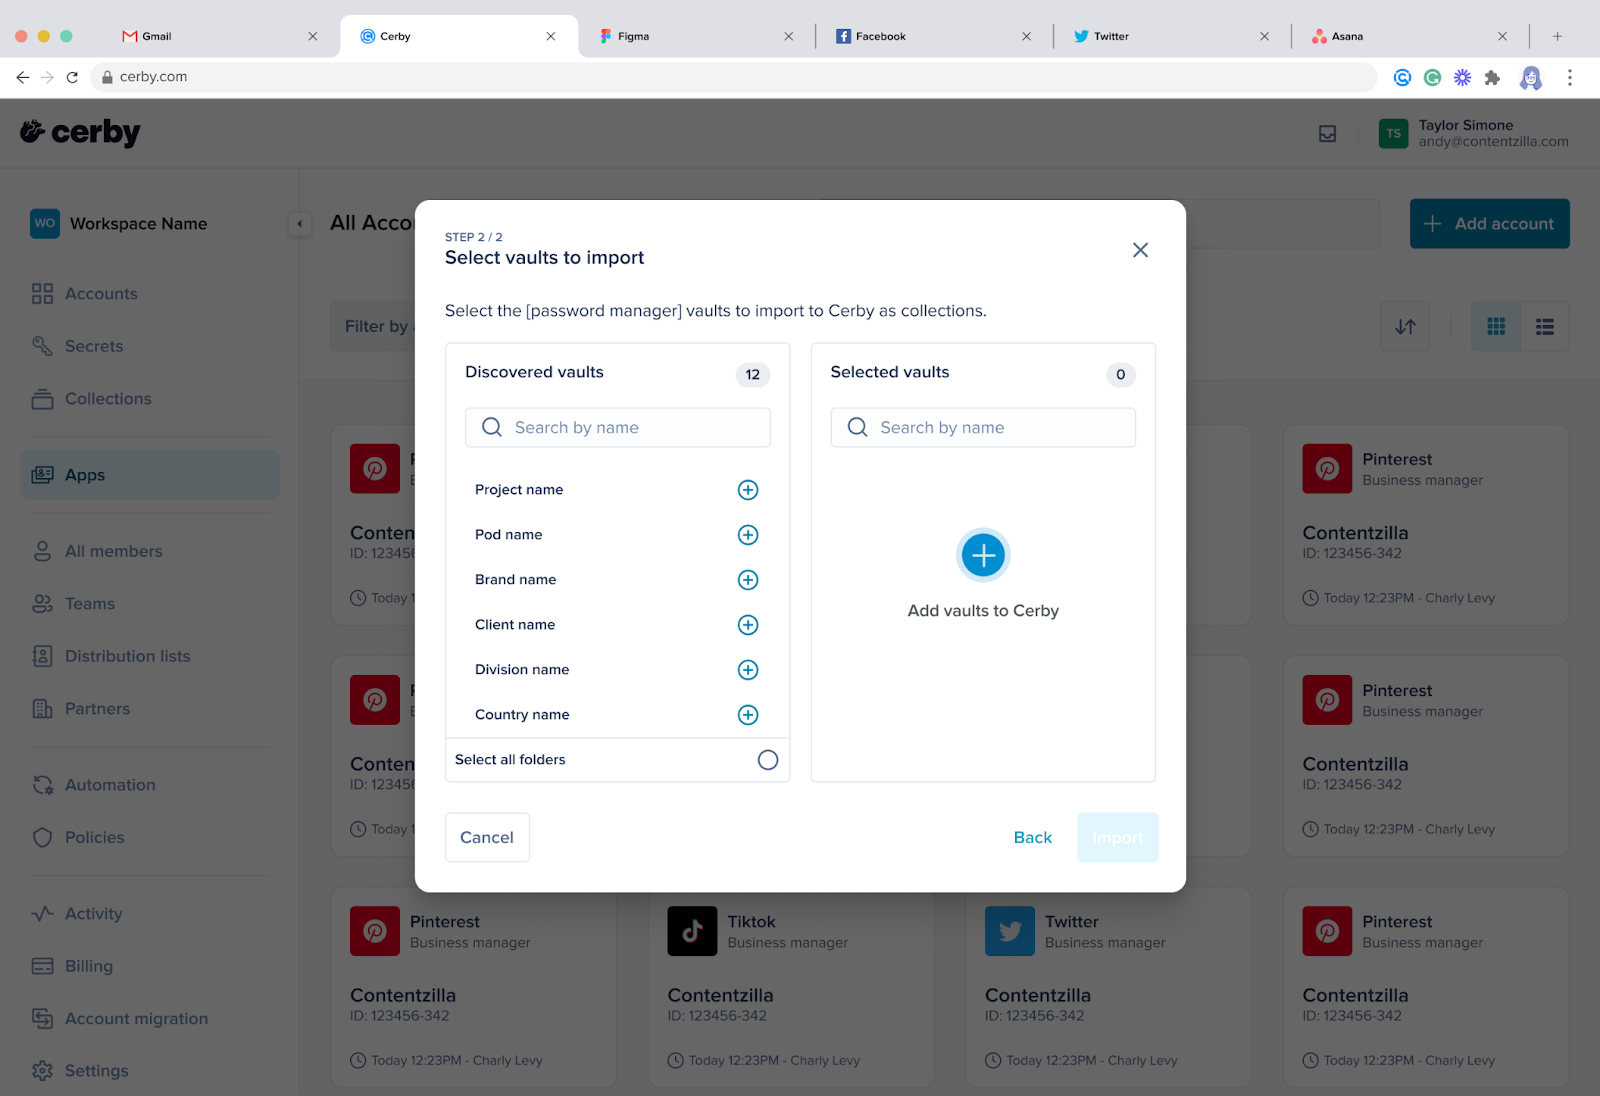 Gmail
Cerby
Figma
Facebook
Twitter
Asana
cerby.com
cerby
TS
Taylor Simone
andy@contentzilla.com
WO
Workspace Name
All Acco
Add account
Filter by
Accounts
Secrets
Collections
Apps
All members
Teams
Distribution lists
Partners
Automation
Policies
Activity
Billing
Account migration
Settings
STEP 2 / 2
Select vaults to import
Select the [password manager] vaults to import to Cerby as collections.
Discovered vaults
12
Search by name
Project name
Pod name
Brand name
Client name
Division name
Country name
Select all folders
Selected vaults
0
Search by name
Add vaults to Cerby
Cancel
Back
Import
Conten
ID: 12345
Today 1
Pinterest
Business manager
Contentzilla
ID: 123456-342
Today 12:23PM - Charly Levy
Conten
ID: 12345
Today 1
Pinterest
Business manager
Contentzilla
ID: 123456-342
Today 12:23PM - Charly Levy
Pinterest
Business manager
Contentzilla
ID: 123456-342
Today 12:23PM - Charly Levy
Tiktok
Business manager
Contentzilla
ID: 123456-342
Today 12:23PM - Charly Levy
Twitter
Business manager
Contentzilla
ID: 123456-342
Today 12:23PM - Charly Levy
Pinterest
Business manager
Contentzilla
ID: 123456-342
Today 12:23PM - Charly Levy